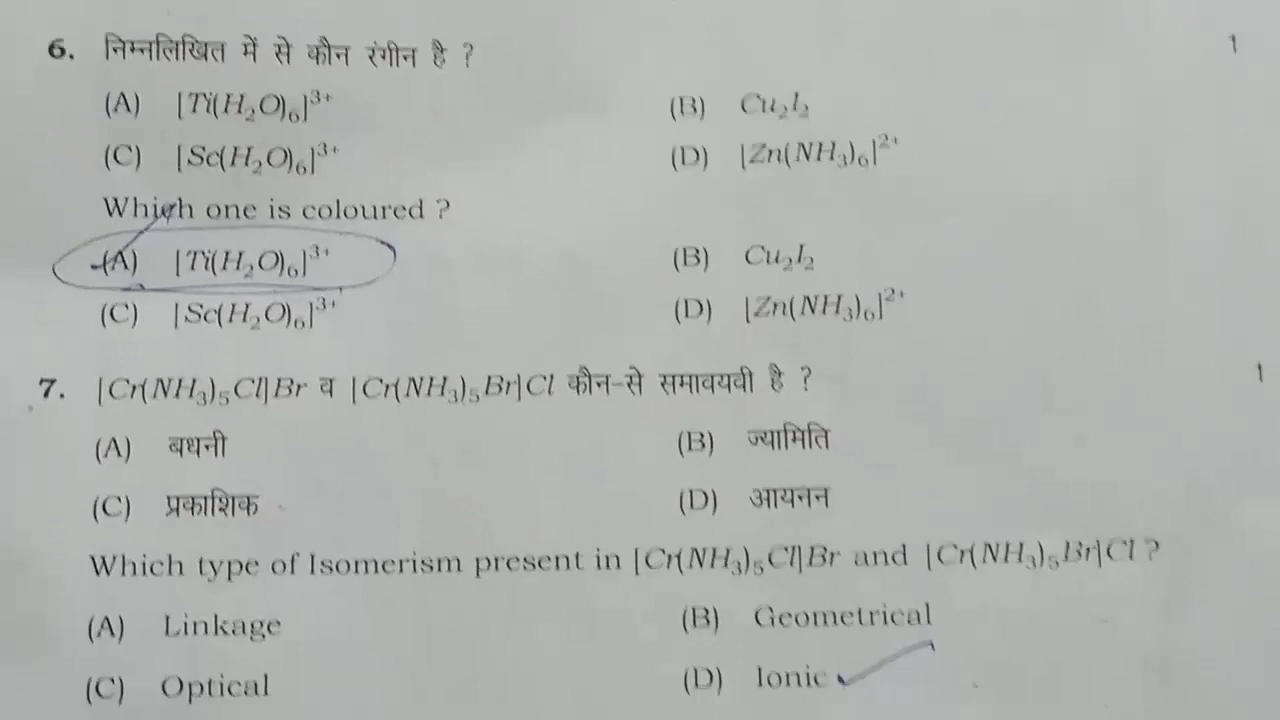 6. निम्नलिखित में से कौन रंगीन है ? 1
(A) [Ti(H₂O)₆]³⁺ (B) Cu₂I₂
(C) [Sc(H₂O)₆]³⁺ (D) [Zn(NH₃)₆]²⁺
Which one is coloured ?
(A) [Ti(H₂O)₆]³⁺ (B) Cu₂I₂
(C) [Sc(H₂O)₆]³⁺ (D) [Zn(NH₃)₆]²⁺
7. [Cr(NH₃)₅Cl]Br व [Cr(NH₃)₅Br]Cl कौन-से समावयवी है ? 1
(A) बधनी (B) ज्यामिति
(C) प्रकाशिक (D) आयनन
Which type of Isomerism present in [Cr(NH₃)₅Cl]Br and [Cr(NH₃)₅Br]Cl ?
(A) Linkage (B) Geometrical
(C) Optical (D) Ionic